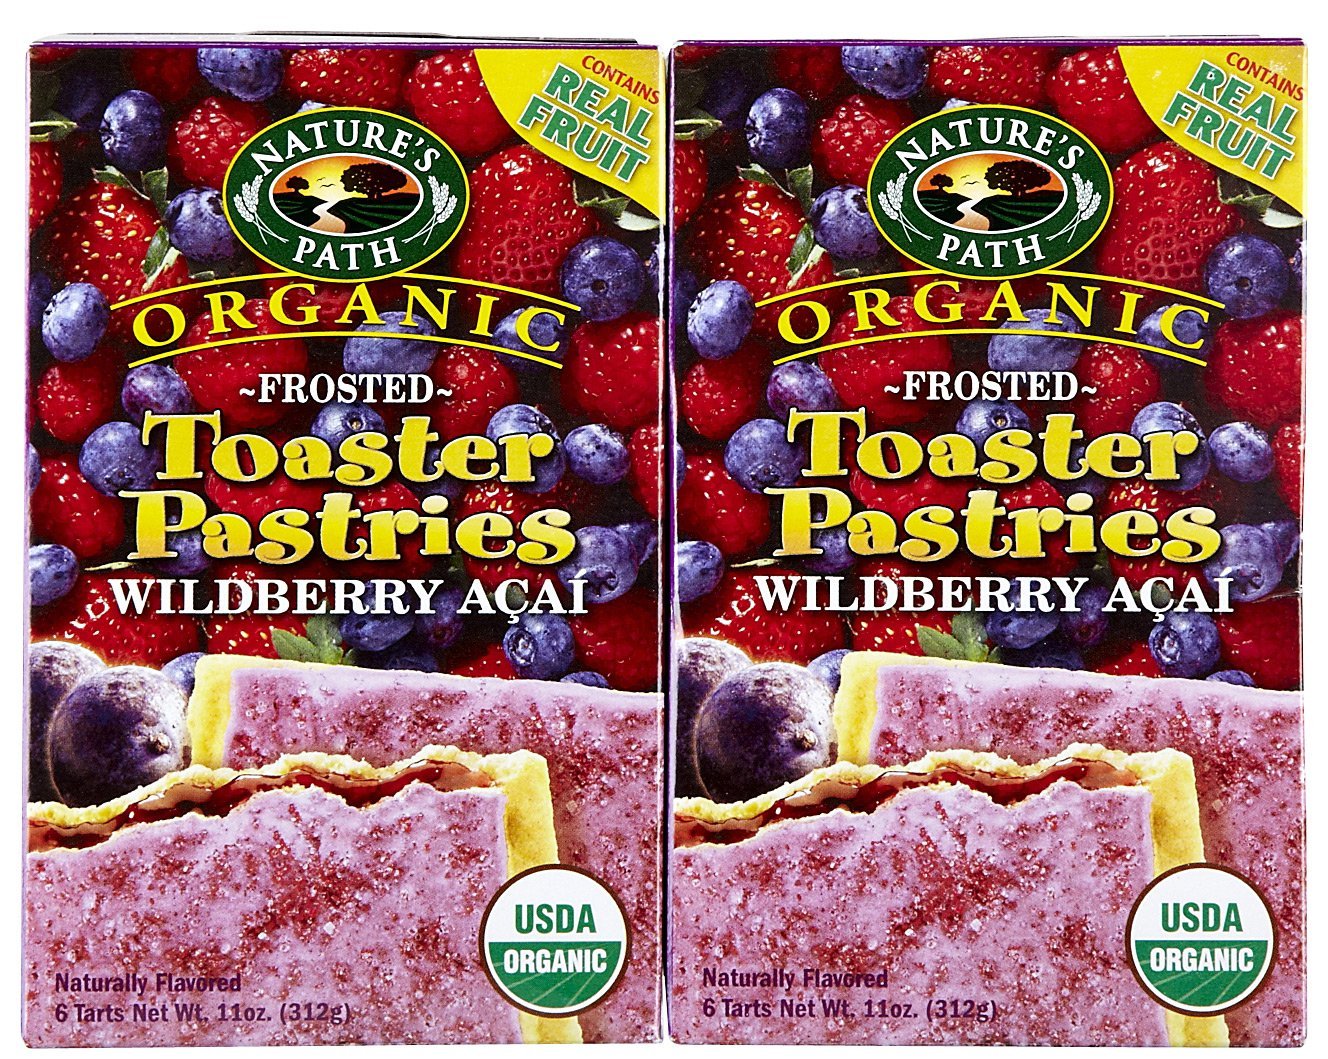 CONTAINS
REAL
FRUIT
NATURE'S
PATH
ORGANIC
~FROSTED~
Toaster
Pastries
WILDBERRY AÇAÍ
USDA
ORGANIC
Naturally Flavored
6 Tarts Net Wt. 11oz. (312g)
CONTAINS
REAL
FRUIT
NATURE'S
PATH
ORGANIC
~FROSTED~
Toaster
Pastries
WILDBERRY AÇAÍ
USDA
ORGANIC
Naturally Flavored
6 Tarts Net Wt. 11oz. (312g)